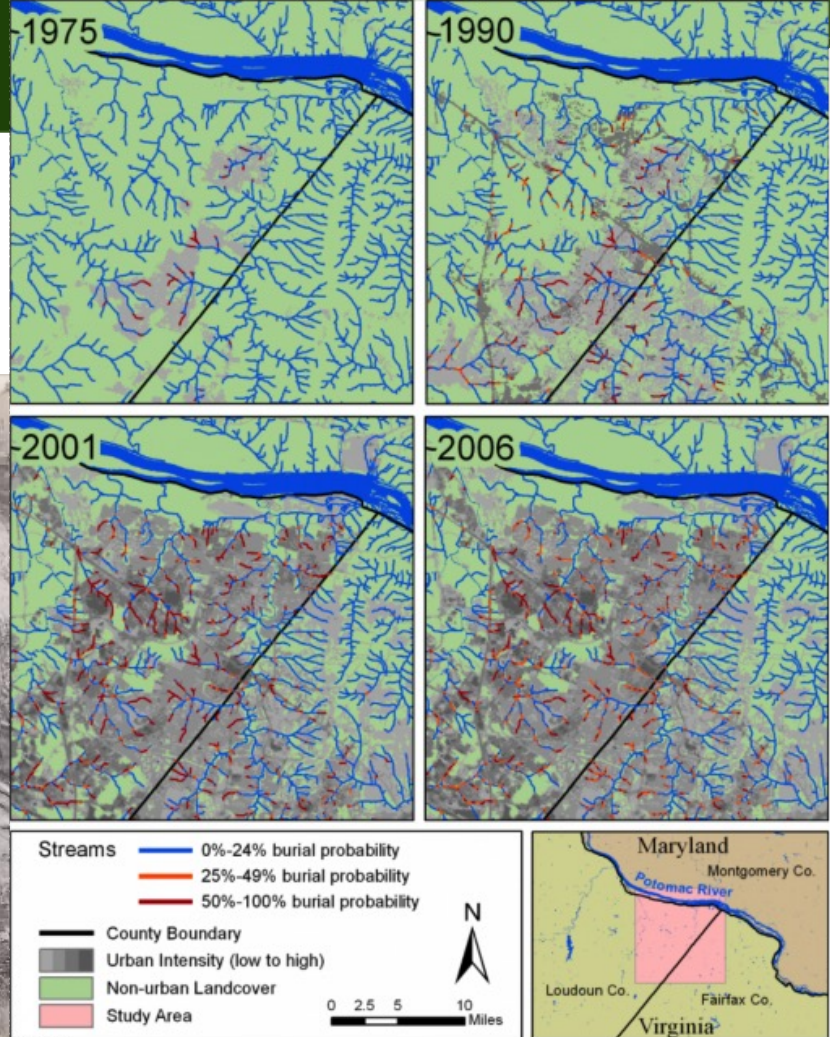 1975
1990
2001
2006
Streams
0%-24% burial probability
25%-49% burial probability
50%-100% burial probability
County Boundary
Urban Intensity (low to high)
Non-urban Landcover
Study Area
N
0 2.5 5 10
Miles
Maryland
Montgomery Co.
Potomac River
Loudoun Co.
Fairfax Co.
Virginia